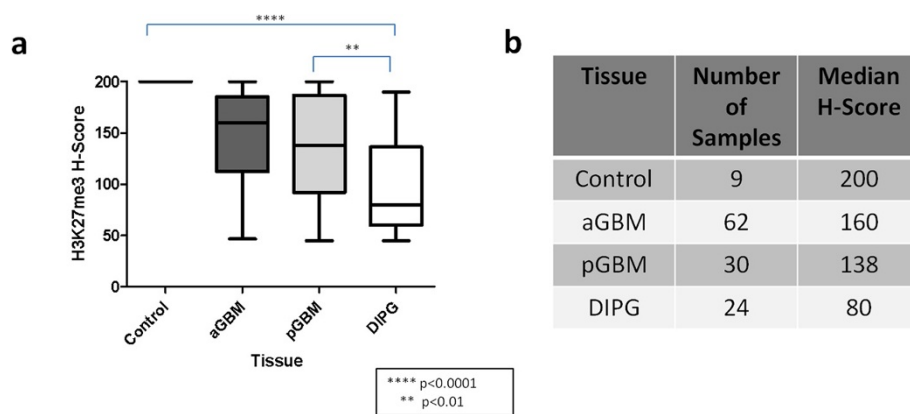 a
****
**
H3K27me3 H-Score
200
150
100
50
0
Control
aGBM
pGBM
DIPG
Tissue
**** p<0.0001
** p<0.01
b
Tissue Number of Samples Median H-Score
Control 9 200
aGBM 62 160
pGBM 30 138
DIPG 24 80